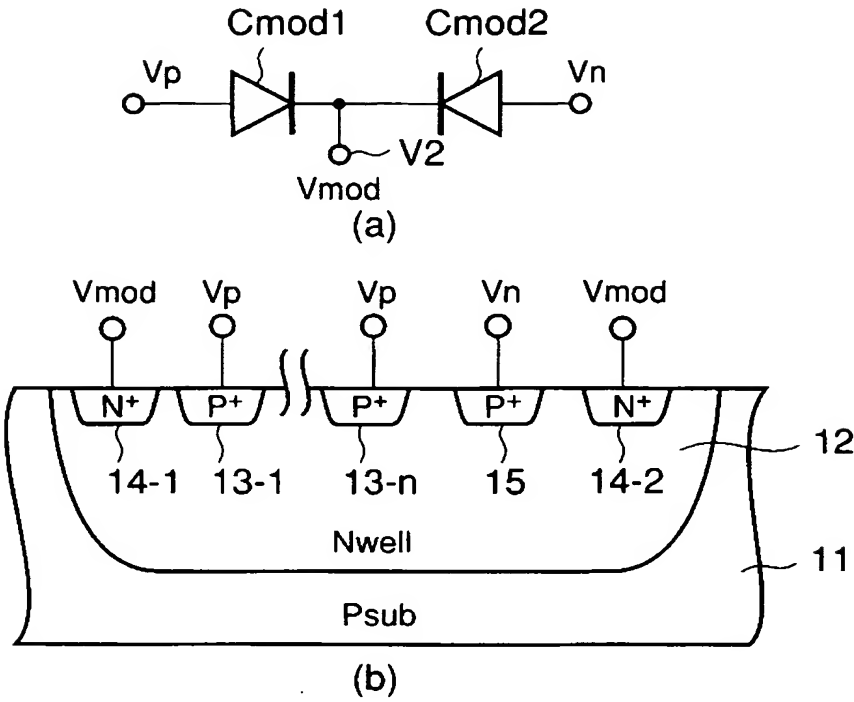 Cmod1 Cmod2
Vp Vn
V2
Vmod
(a)
Vmod Vp Vp Vn Vmod
N+ P+ P+ P+ N+
12
14-1 13-1 13-n 15 14-2
Nwell
11
Psub
(b)